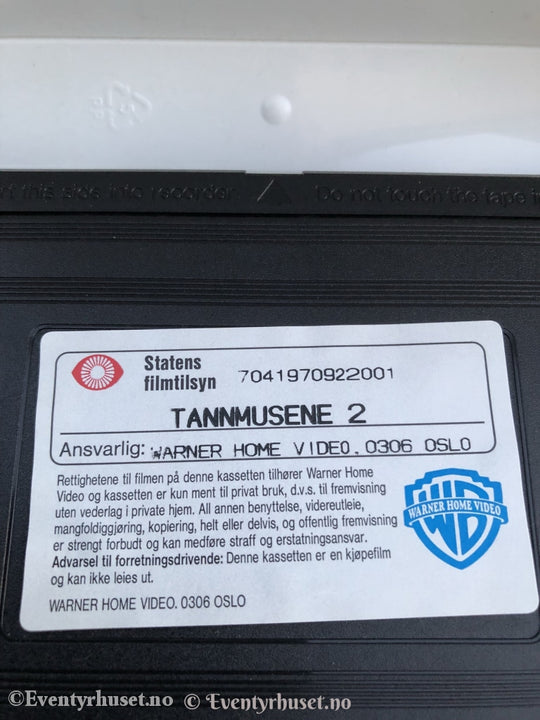 this side into recorder. Do not touch the tape
Statens
filmtilsyn 7041970922001
TANNMUSENE 2
Ansvarlig: WARNER HOME VIDEO. 0306 OSLO
Rettighetene til filmen på denne kassetten tilhører Warner Home
Video og kassetten er kun ment til privat bruk, d.v.s. til fremvisning
uten vederlag i private hjem. All annen benyttelse, videreutleie,
mangfoldiggjøring, kopiering, helt eller delvis, og offentlig fremvisning
er strengt forbudt og kan medføre straff og erstatningsansvar.
Advarsel til forretningsdrivende: Denne kassetten er en kjøpefilm
og kan ikke leies ut.
WARNER HOME VIDEO. 0306 OSLO
WB
WARNER HOME VIDEO
©Eventyrhuset.no © Eventyrhuset.no